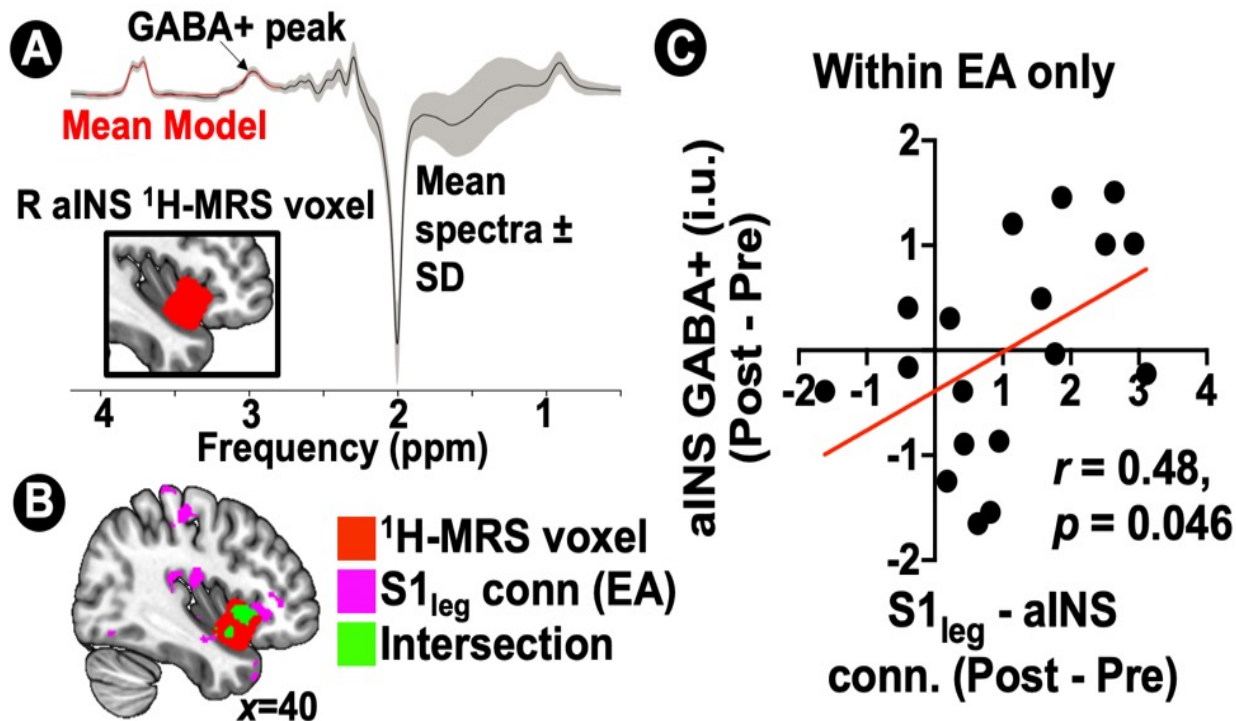 A
GABA+ peak
Mean Model
R aINS ¹H-MRS voxel
Mean
spectra ±
SD
4 3 2 1
Frequency (ppm)
B
x=40
¹H-MRS voxel
S1leg conn (EA)
Intersection
C
Within EA only
aINS GABA+ (i.u.)
(Post - Pre)
2
1
-2 -1 1 2 3 4
-1
-2
r = 0.48,
p = 0.046
S1leg - aINS
conn. (Post - Pre)